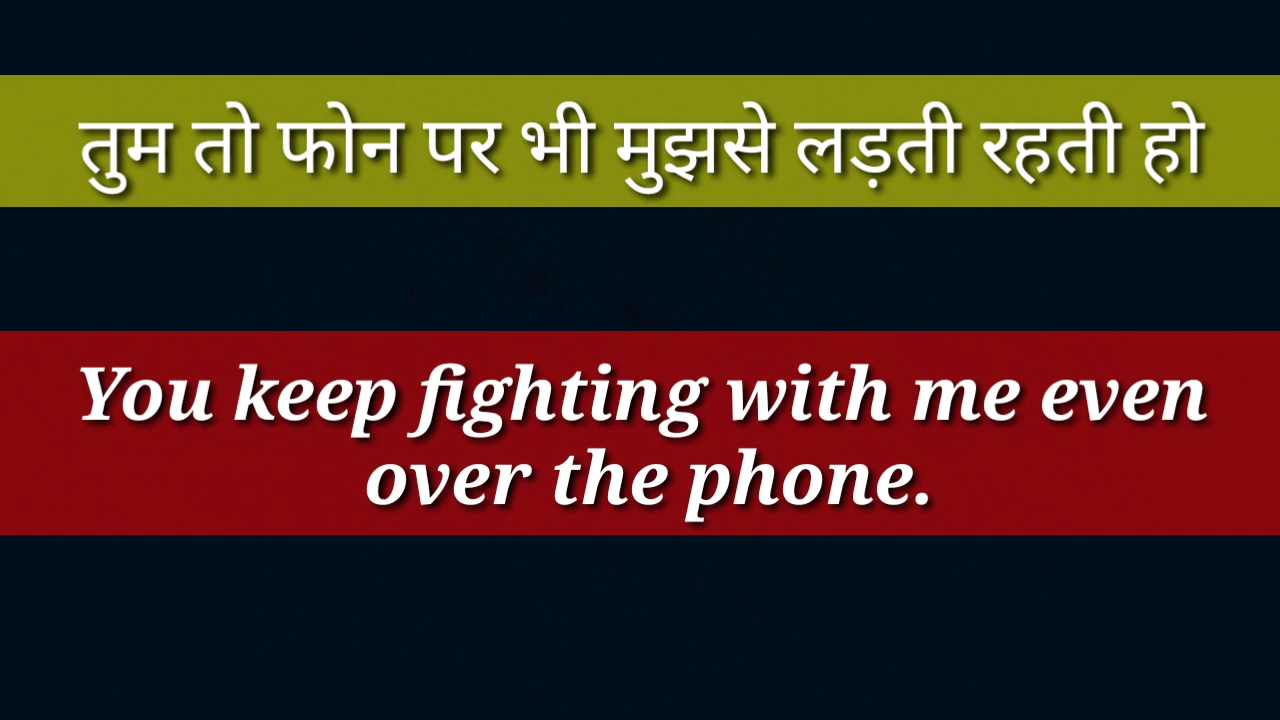 तुम तो फोन पर भी मुझसे लड़ती रहती हो
You keep fighting with me even
over the phone.